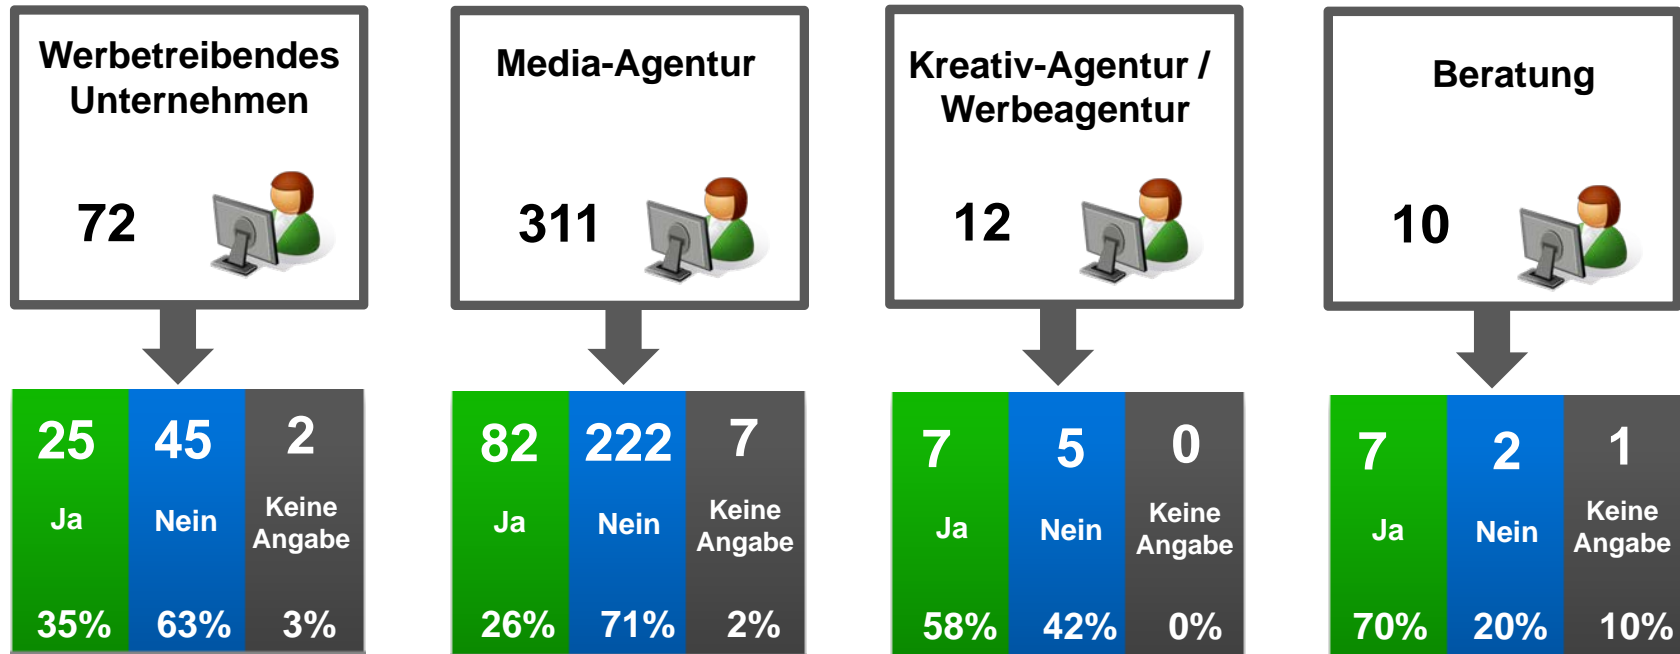 Werbetreibendes
Unternehmen
72
Media-Agentur
311
Kreativ-Agentur /
Werbeagentur
12
Beratung
10
25
Ja
35%
45
Nein
63%
2
Keine
Angabe
3%
82
Ja
26%
222
Nein
71%
7
Keine
Angabe
2%
7
Ja
58%
5
Nein
42%
0
Keine
Angabe
0%
7
Ja
70%
2
Nein
20%
1
Keine
Angabe
10%